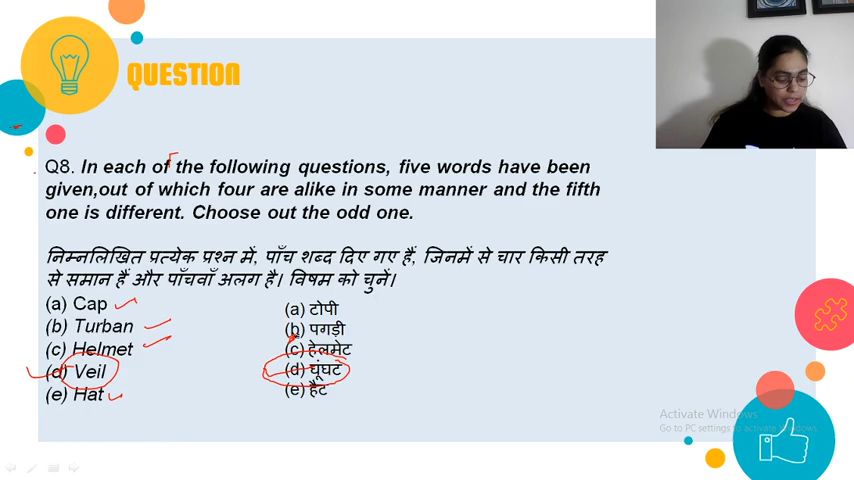 QUESTION
Q8. In each of the following questions, five words have been
given,out of which four are alike in some manner and the fifth
one is different. Choose out the odd one.
निम्नलिखित प्रत्येक प्रश्न में, पाँच शब्द दिए गए हैं, जिनमें से चार किसी तरह
से समान हैं और पाँचवाँ अलग है। विषम को चुनें।
(a) Cap
(b) Turban
(c) Helmet
(d) Veil
(e) Hat
(a) टोपी
(b) पगड़ी
(c) हेलमेट
(d) घूंघट
(e) हैट
Activate Windows
Go to PC settings to activate Windows.